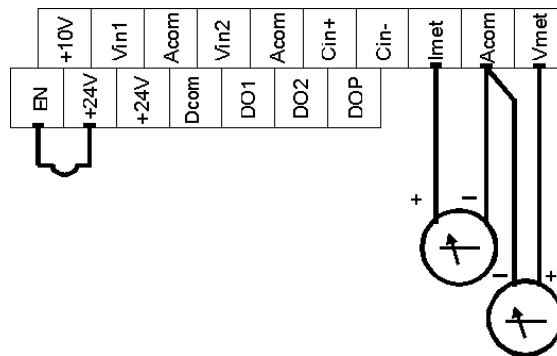 +10V Vin1 Acom Vin2 Acom Cin+ Cin- Imet Acom Vmet
EN +24V +24V Dcom DO1 DO2 DOP
+ −
− +